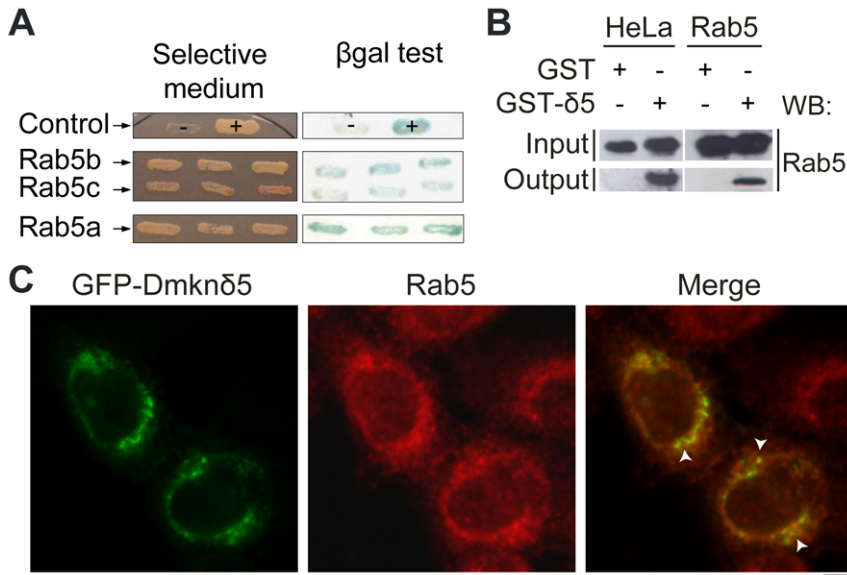 A
Selective medium
βgal test
Control
-
+
-
+
Rab5b
Rab5c
Rab5a
B
HeLa Rab5
GST + - + -
GST-δ5 - + - + WB:
Input
Output
Rab5
C
GFP-Dmknδ5 Rab5 Merge